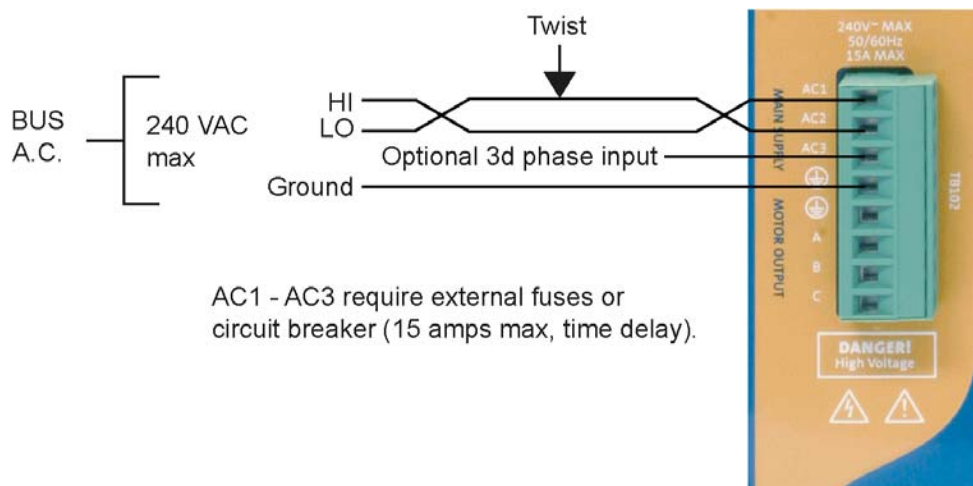 Twist
BUS
A.C.
240 VAC
max
HI
LO
Optional 3d phase input
Ground
AC1 - AC3 require external fuses or
circuit breaker (15 amps max, time delay).
240V~ MAX
50/60Hz
15A MAX
MAIN SUPPLY
AC1
AC2
AC3
MOTOR OUTPUT
A
B
C
TB102
DANGER!
High Voltage